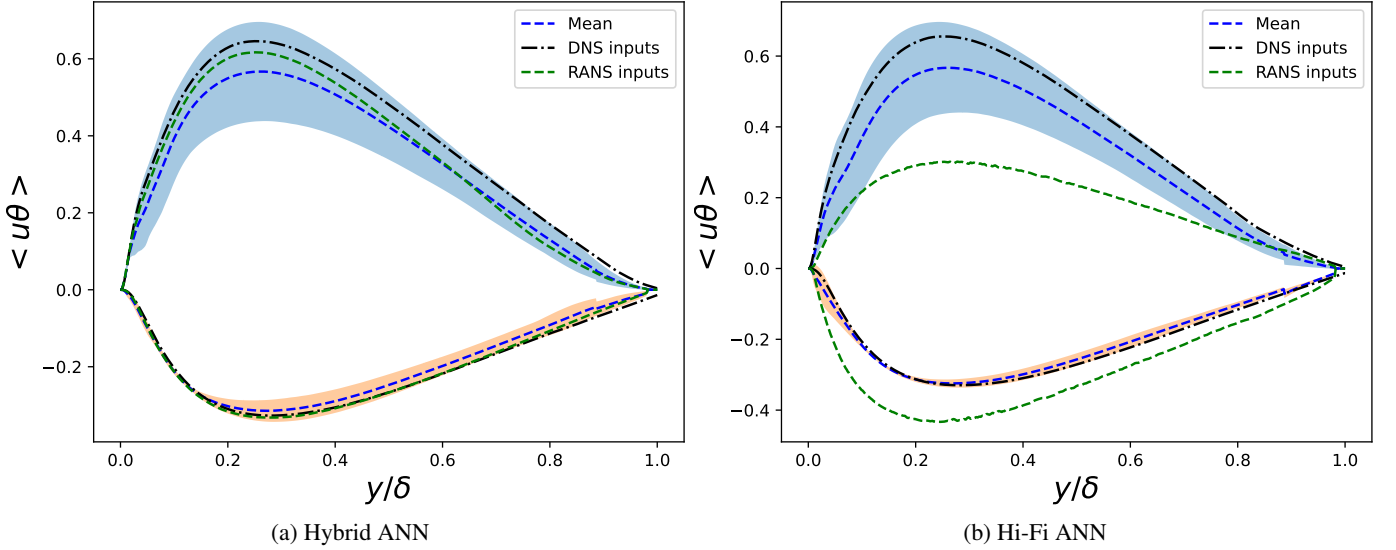 Mean
DNS inputs
RANS inputs
0.6
0.4
0.2
0.0
−0.2
< uθ >
0.0 0.2 0.4 0.6 0.8 1.0
y/δ
(a) Hybrid ANN
Mean
DNS inputs
RANS inputs
0.6
0.4
0.2
0.0
−0.2
−0.4
< uθ >
0.0 0.2 0.4 0.6 0.8 1.0
y/δ
(b) Hi-Fi ANN